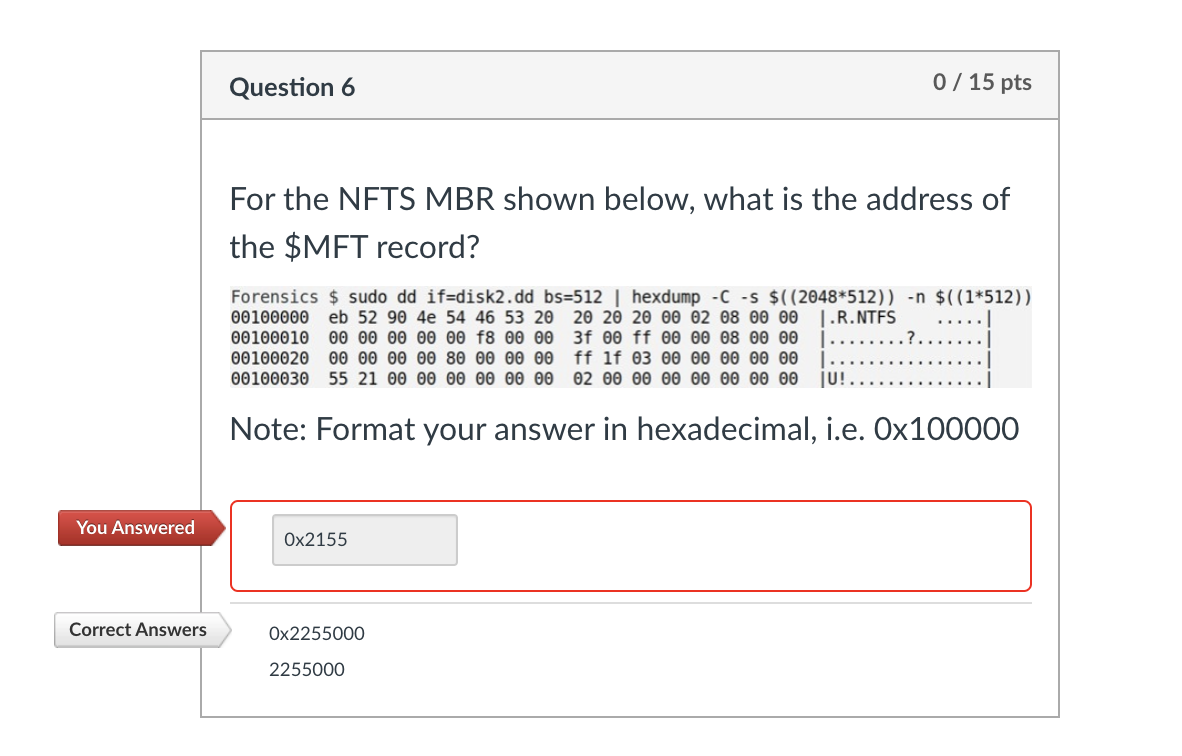 Question 6
0 / 15 pts
For the NFTS MBR shown below, what is the address of
the $MFT record?
Forensics $ sudo dd if=disk2.dd bs=512 | hexdump -C -s $((2048*512)) -n $((1*512))
00100000  eb 52 90 4e 54 46 53 20  20 20 20 00 02 08 00 00  |.R.NTFS    .....|
00100010  00 00 00 00 00 f8 00 00  3f 00 ff 00 00 08 00 00  |........?.......|
00100020  00 00 00 00 80 00 00 00  ff 1f 03 00 00 00 00 00  |................|
00100030  55 21 00 00 00 00 00 00  02 00 00 00 00 00 00 00  |U!..............|
Note: Format your answer in hexadecimal, i.e. 0x100000
You Answered
0x2155
Correct Answers
0x2255000
2255000